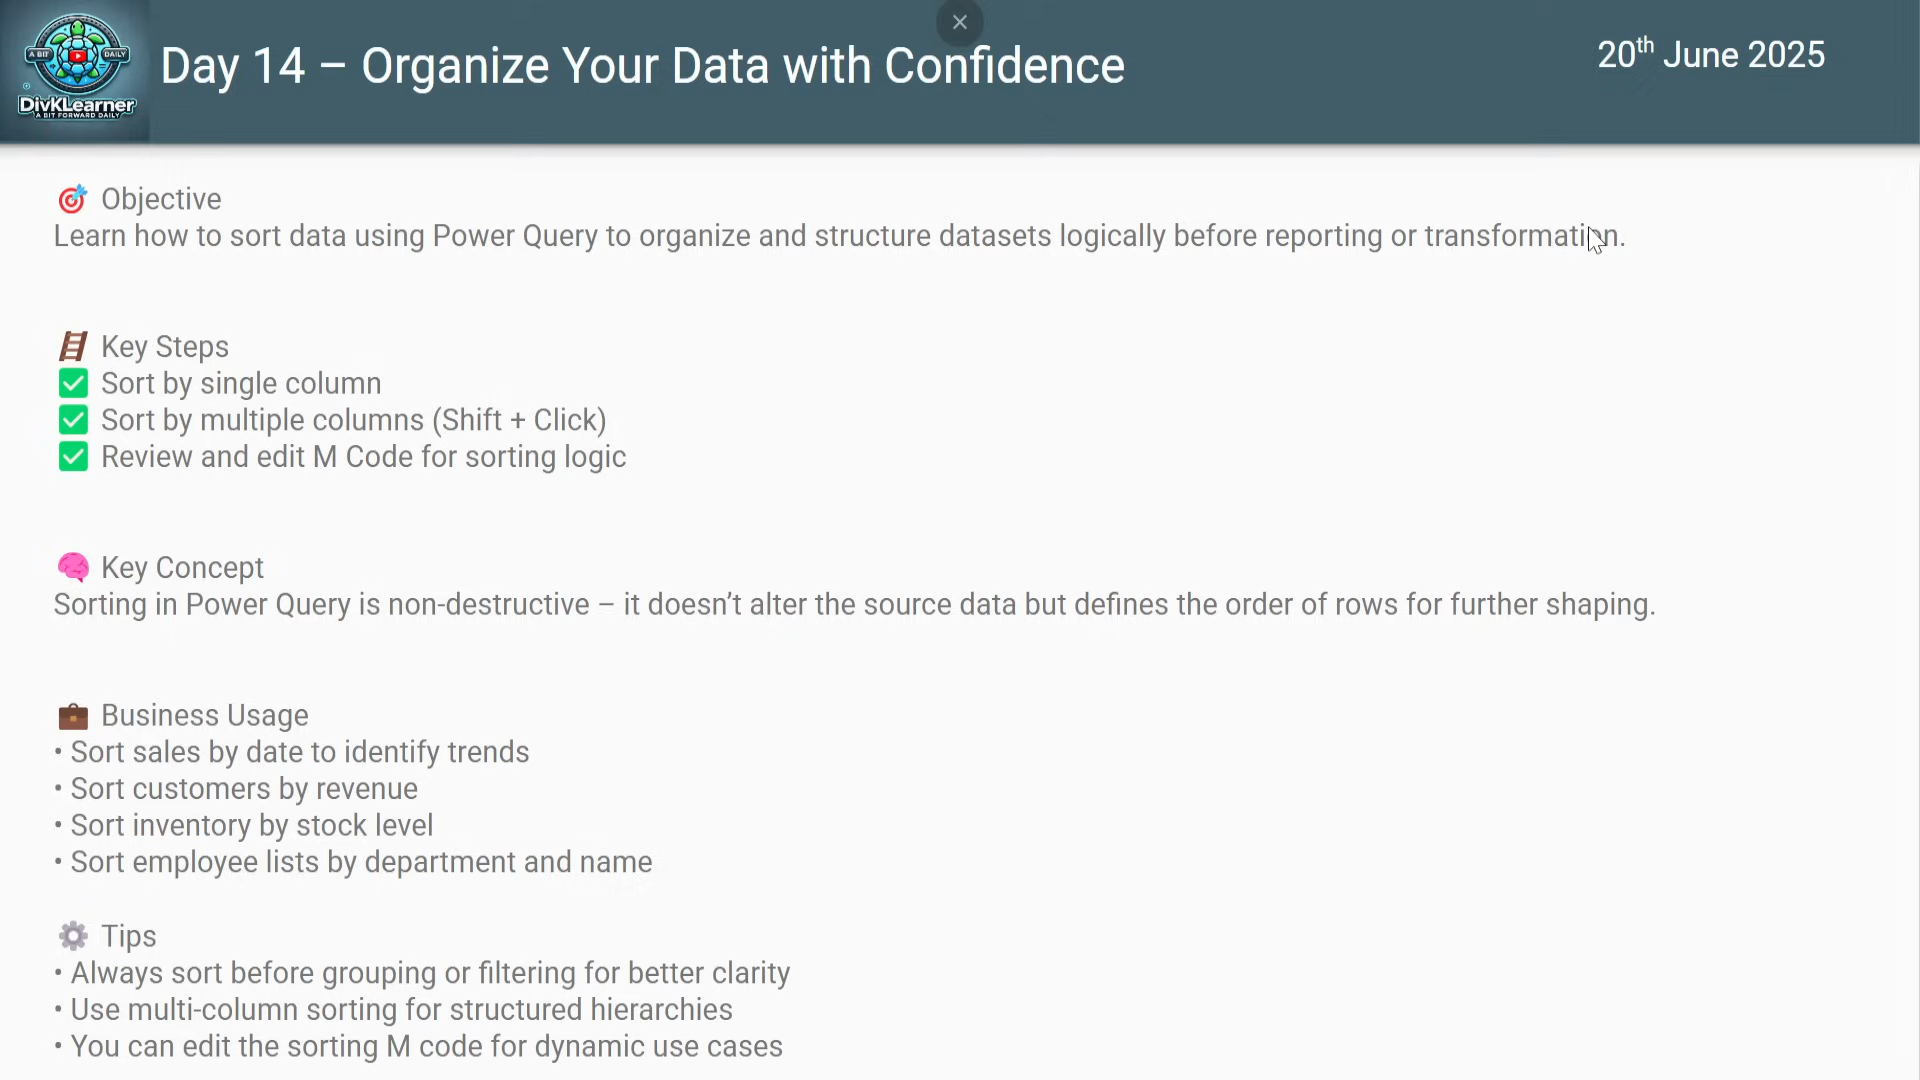 A BIT DAILY
DivKLearner
A BIT FORWARD DAILY
Day 14 – Organize Your Data with Confidence
20th June 2025
Objective
Learn how to sort data using Power Query to organize and structure datasets logically before reporting or transformation.
Key Steps
Sort by single column
Sort by multiple columns (Shift + Click)
Review and edit M Code for sorting logic
Key Concept
Sorting in Power Query is non-destructive – it doesn’t alter the source data but defines the order of rows for further shaping.
Business Usage
• Sort sales by date to identify trends
• Sort customers by revenue
• Sort inventory by stock level
• Sort employee lists by department and name
Tips
• Always sort before grouping or filtering for better clarity
• Use multi-column sorting for structured hierarchies
• You can edit the sorting M code for dynamic use cases